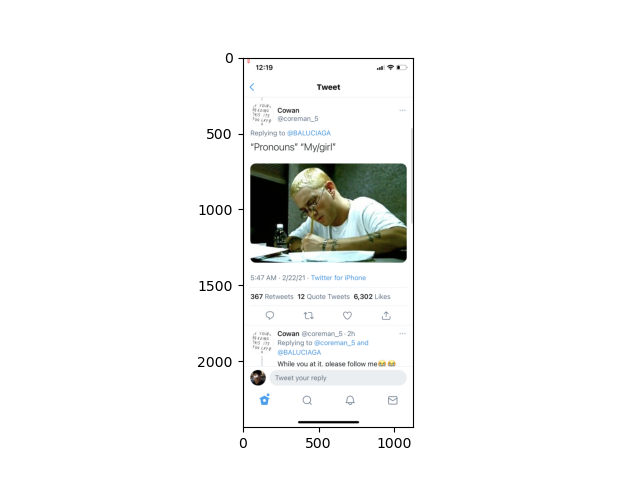 0
12:19
Tweet
Cowan
@coreman_5
Replying to @BALUCIAGA
500
“Pronouns” “My/girl”
1000
5:47 AM · 2/22/21 · Twitter for iPhone
1500
367 Retweets 12 Quote Tweets 6,302 Likes
Cowan @coreman_5 · 2h
Replying to @coreman_5 and
@BALUCIAGA
2000
While you at it, please follow me😂😂
Tweet your reply
0 500 1000